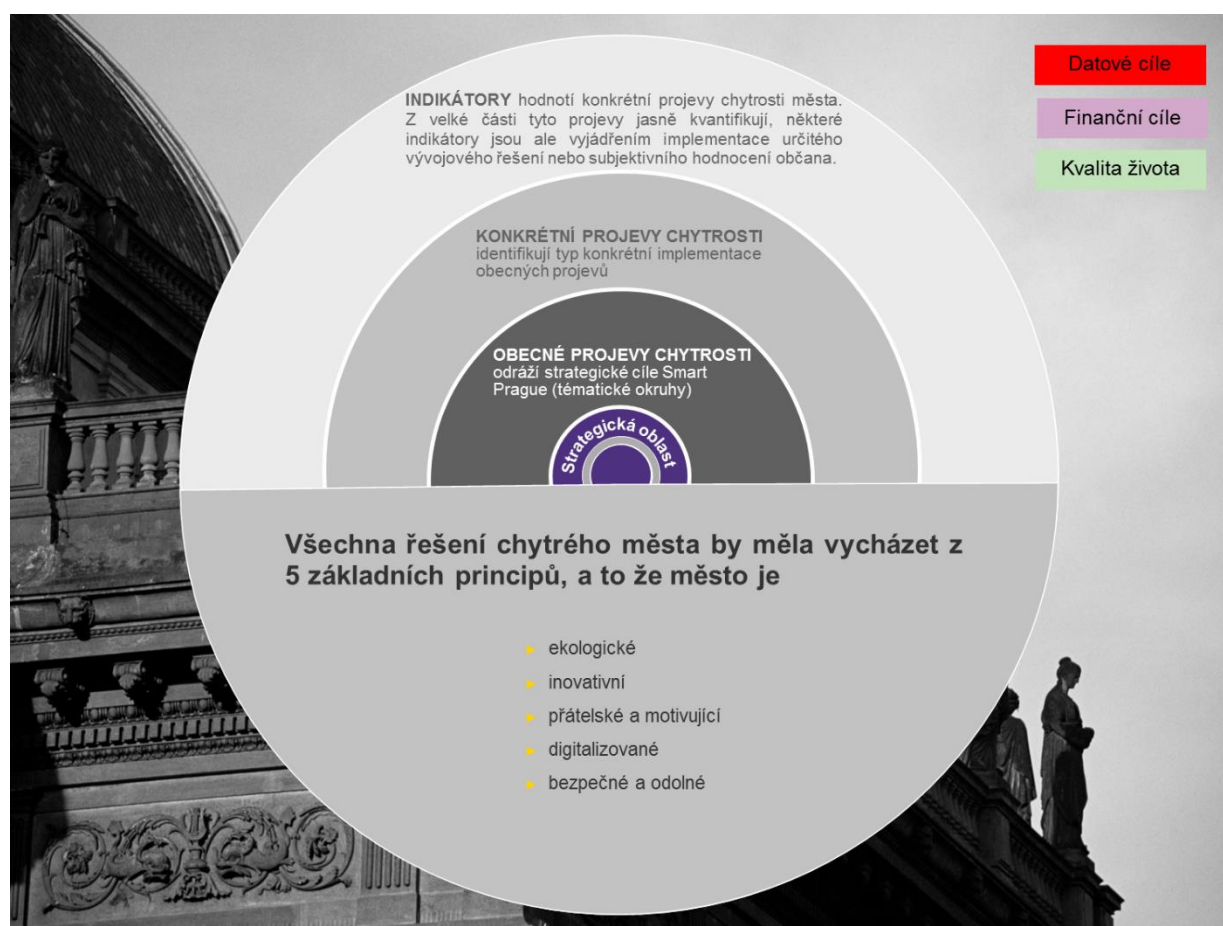 Datové cíle
Finanční cíle
Kvalita života
INDIKÁTORY hodnotí konkrétní projevy chytrosti města.
Z velké části tyto projevy jasně kvantifikují, některé
indikátory jsou ale vyjádřením implementace určitého
vývojového řešení nebo subjektivního hodnocení občana.
KONKRÉTNÍ PROJEVY CHYTROSTI
identifikují typ konkrétní implementace
obecných projevů
OBECNÉ PROJEVY CHYTROSTI
odráží strategické cíle Smart
Prague (tématické okruhy)
Strategická oblast
Všechna řešení chytrého města by měla vycházet z
5 základních principů, a to že město je
ekologické
inovativní
přátelské a motivující
digitalizované
bezpečné a odolné